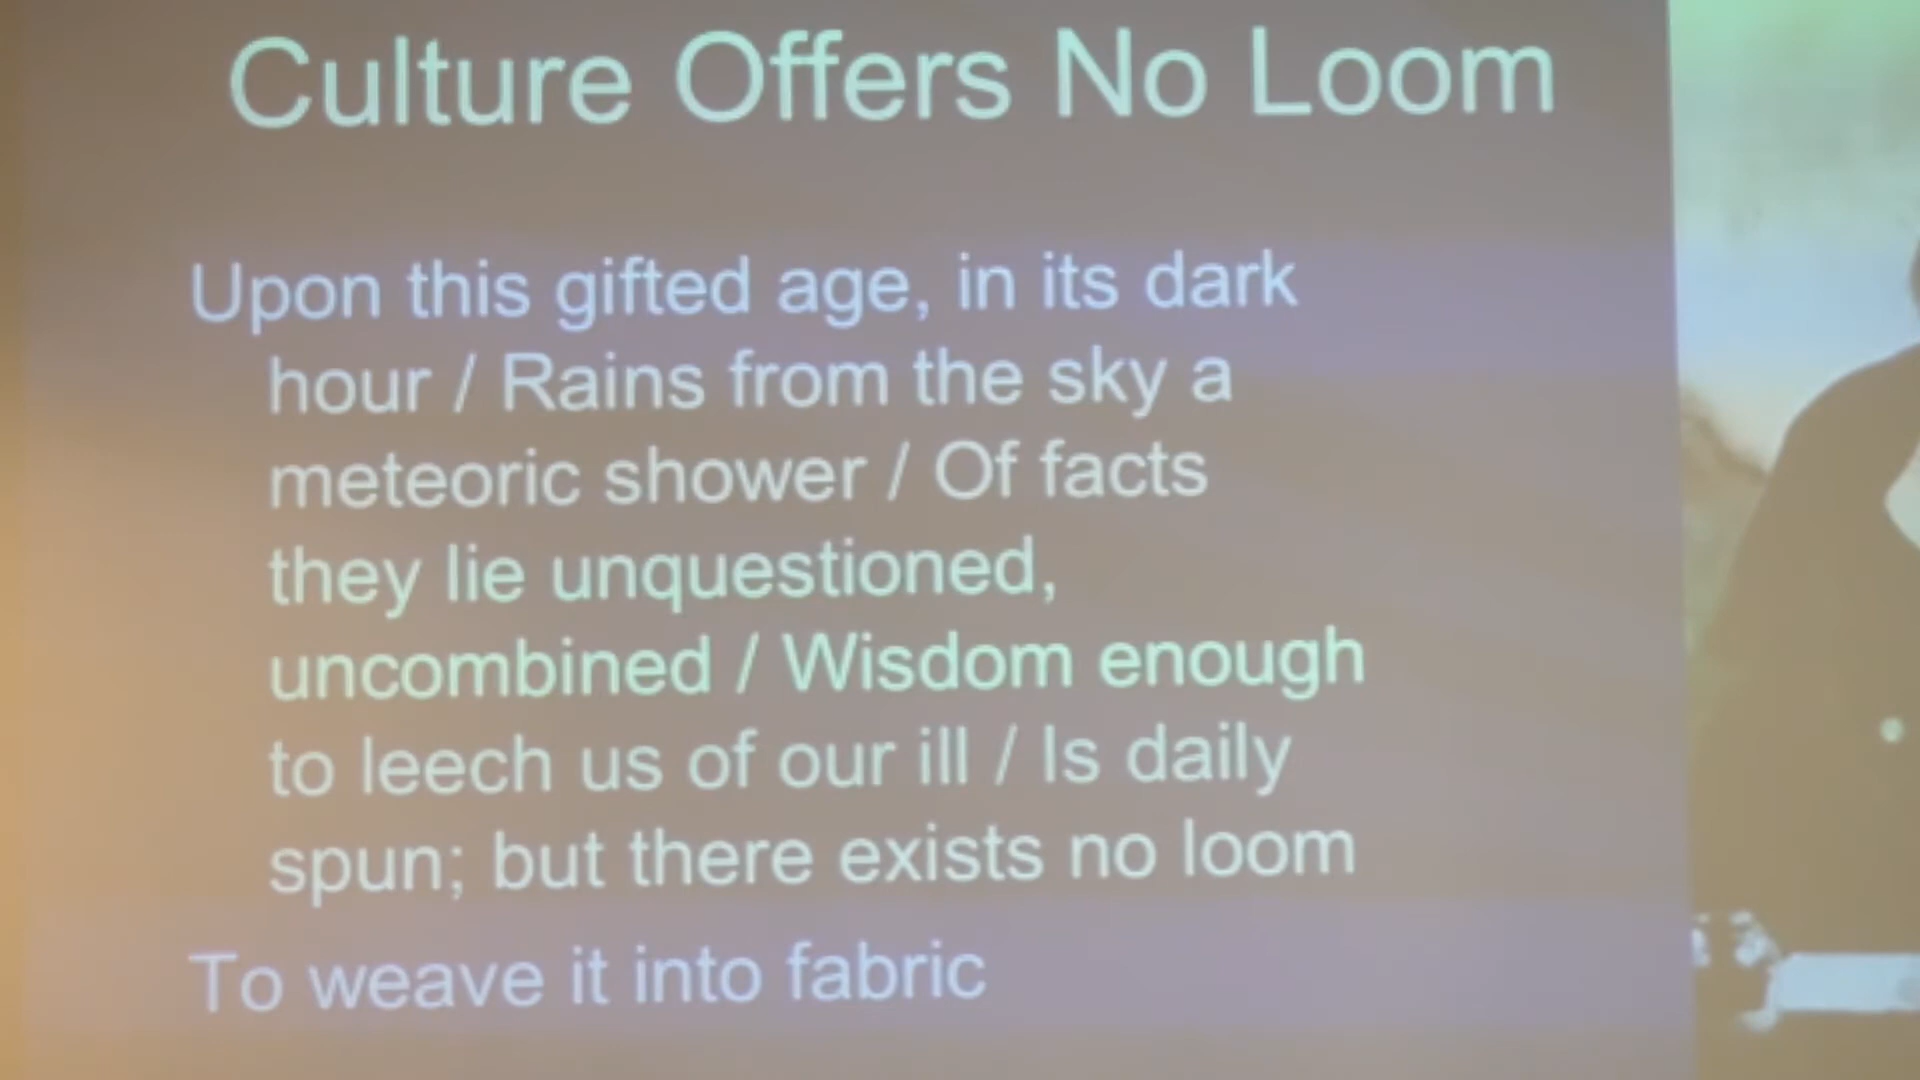 Culture Offers No Loom
Upon this gifted age, in its dark
hour / Rains from the sky a
meteoric shower / Of facts
they lie unquestioned,
uncombined / Wisdom enough
to leech us of our ill / Is daily
spun; but there exists no loom
To weave it into fabric